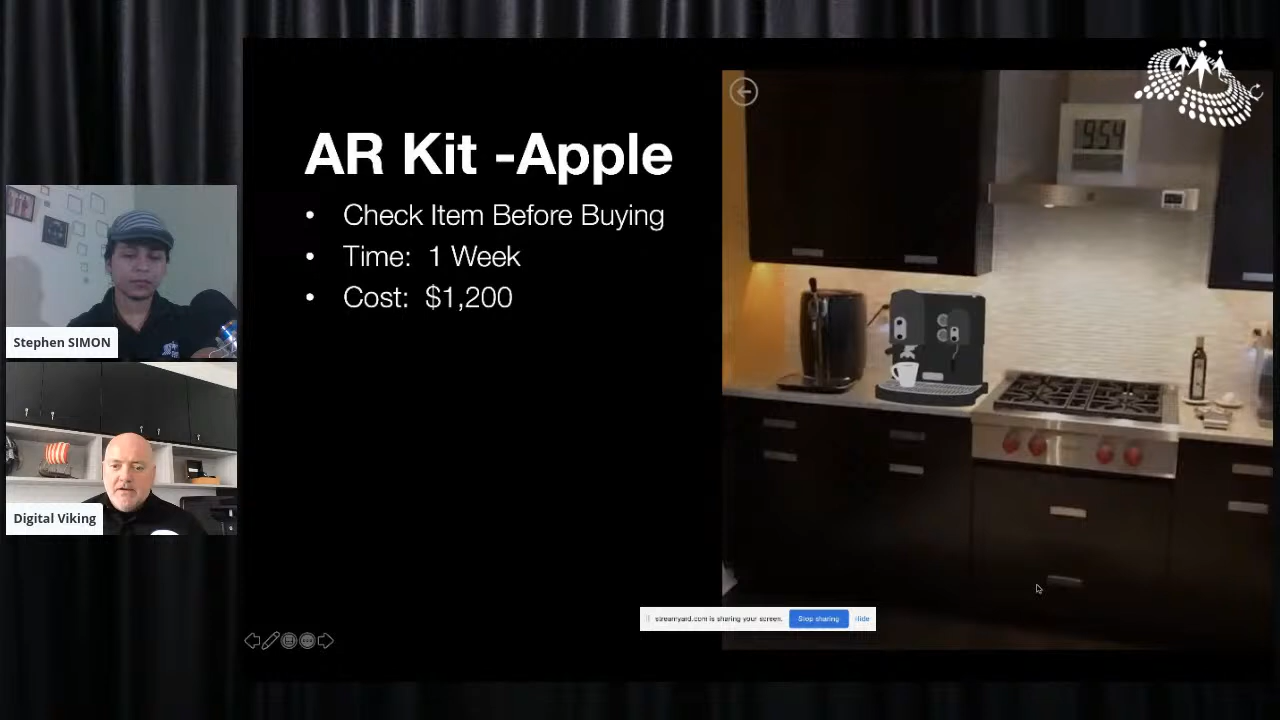 AR Kit -Apple
• Check Item Before Buying
• Time: 1 Week
• Cost: $1,200
9:54
Stephen SIMON
Digital Viking
streamyard.com is sharing your screen.
Stop sharing
Hide